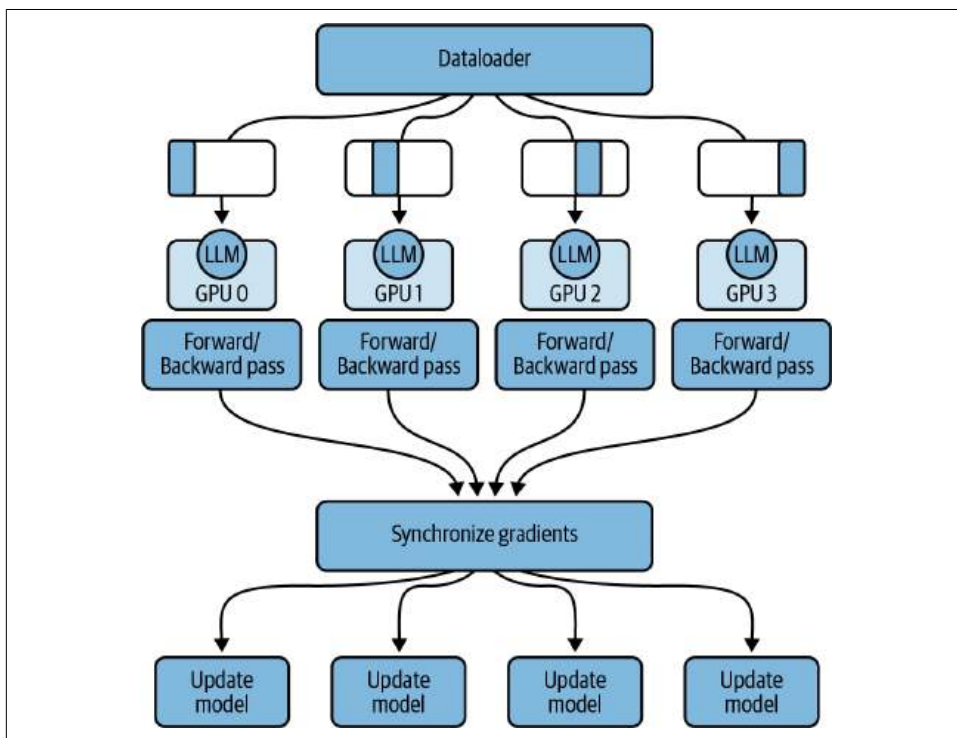 Dataloader
LLM
GPU 0
LLM
GPU 1
LLM
GPU 2
LLM
GPU 3
Forward/
Backward pass
Forward/
Backward pass
Forward/
Backward pass
Forward/
Backward pass
Synchronize gradients
Update
model
Update
model
Update
model
Update
model